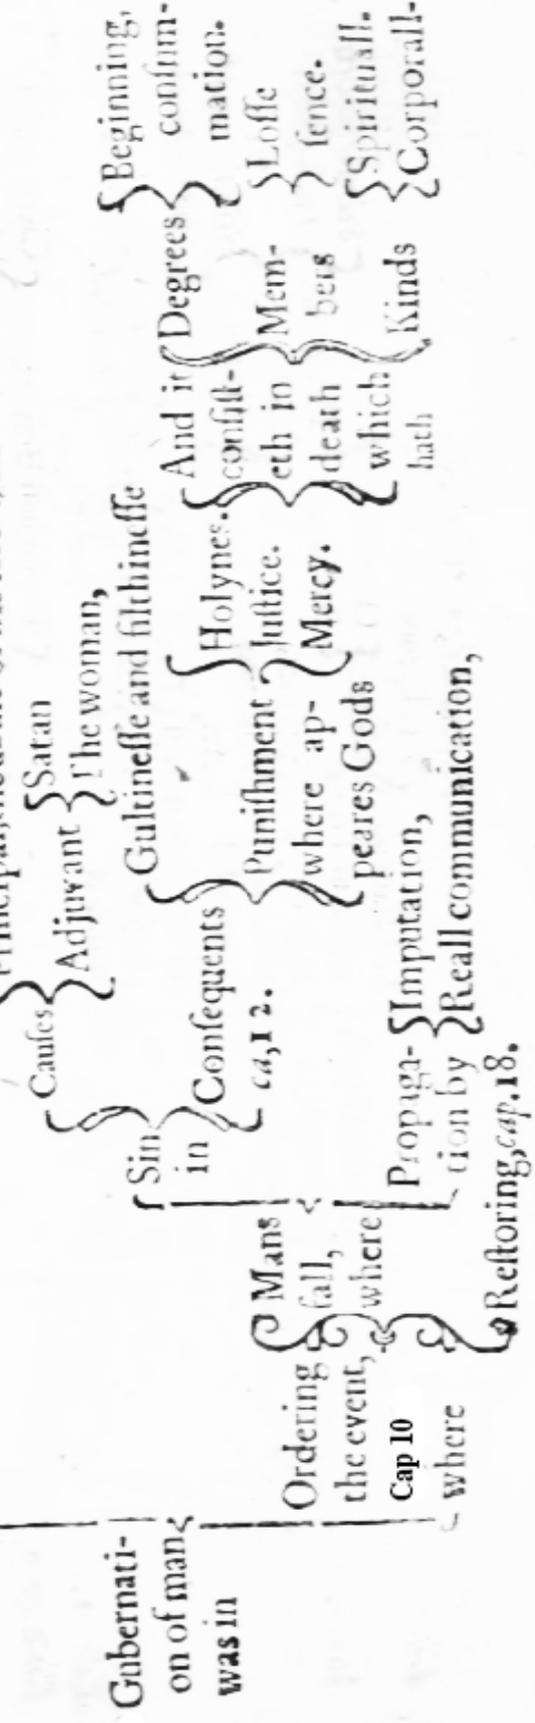 Gubernati-
on of man
was in
Ordering
the event,
Cap 10
where
Mans
fall,
where
Sin
in
Cauſes
Adjuvant
Satan
The woman,
Conſequents
ca,12.
Gultineſſe and filthineſſe
Puniſhment
where ap-
peares Gods
Holynes.
Juſtice.
Mercy.
And it
conſiſt-
eth in
death
which
hath
Degrees
Beginning,
conſum-
mation.
Mem-
bers
Loſſe
ſence.
Kinds
Spirituall.
Corporall-
Propaga-
tion by
Imputation,
Reall communication,
Reſtoring,cap.18.